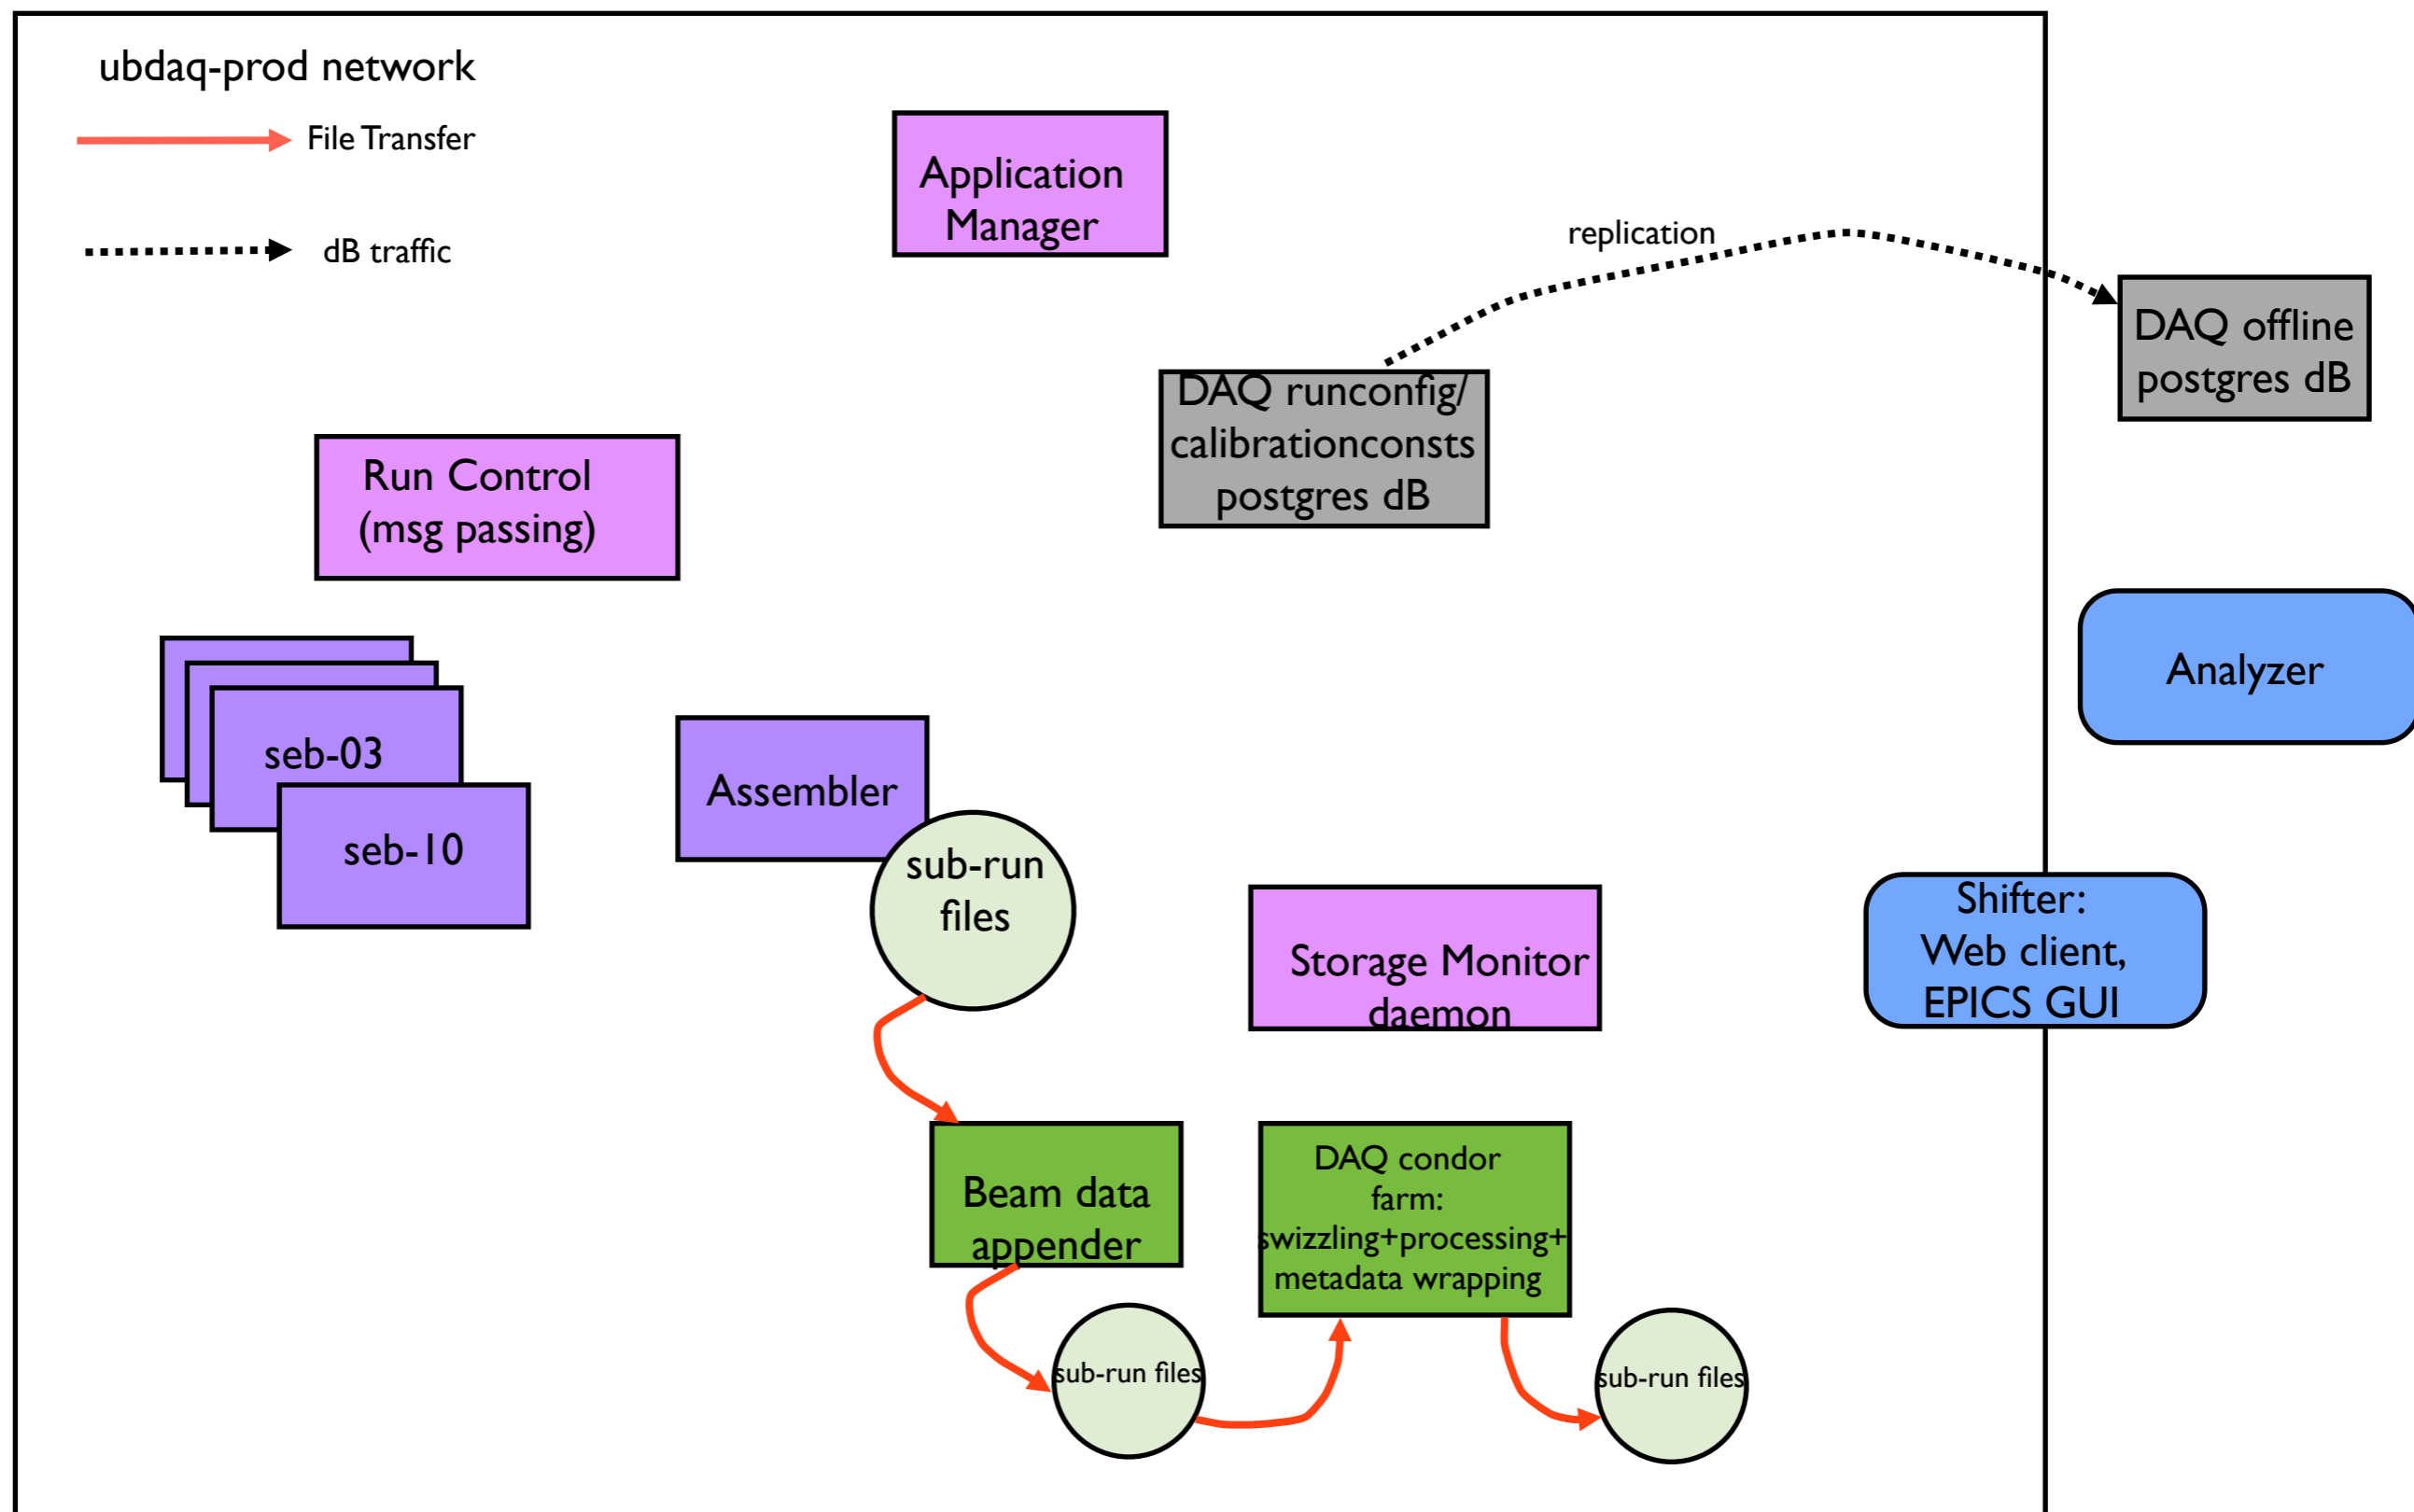 ubdaq-prod network
File Transfer
dB traffic
Application
Manager
replication
DAQ offline
postgres dB
DAQ runconfig/
calibrationconsts
postgres dB
Run Control
(msg passing)
Analyzer
seb-03
seb-10
Assembler
sub-run
files
Storage Monitor
daemon
Shifter:
Web client,
EPICS GUI
Beam data
appender
DAQ condor
farm:
swizzling+processing+
metadata wrapping
sub-run files
sub-run files